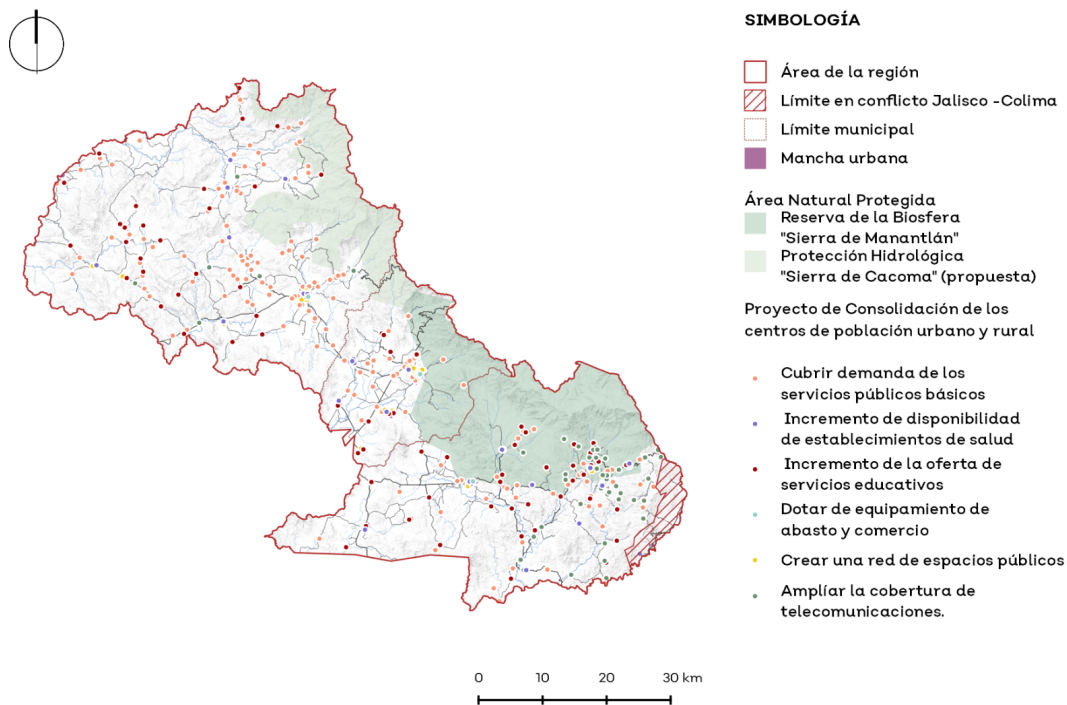 SIMBOLOGÍA
Área de la región
Límite en conflicto Jalisco -Colima
Límite municipal
Mancha urbana
Área Natural Protegida
Reserva de la Biosfera
"Sierra de Manantlán"
Protección Hidrológica
"Sierra de Cacoma" (propuesta)
Proyecto de Consolidación de los
centros de población urbano y rural
Cubrir demanda de los
servicios públicos básicos
Incremento de disponibilidad
de establecimientos de salud
Incremento de la oferta de
servicios educativos
Dotar de equipamiento de
abasto y comercio
Crear una red de espacios públicos
Amplíar la cobertura de
telecomunicaciones.
0 10 20 30 km